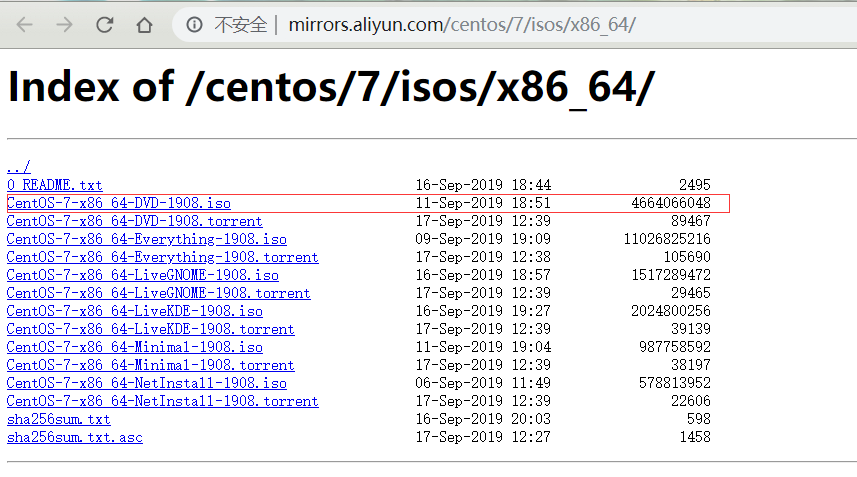 不安全 | mirrors.aliyun.com/centos/7/isos/x86_64/
Index of /centos/7/isos/x86_64/
../
0_README.txt 16-Sep-2019 18:44 2495
CentOS-7-x86_64-DVD-1908.iso 11-Sep-2019 18:51 4664066048
CentOS-7-x86_64-DVD-1908.torrent 17-Sep-2019 12:39 89467
CentOS-7-x86_64-Everything-1908.iso 09-Sep-2019 19:09 11026825216
CentOS-7-x86_64-Everything-1908.torrent 17-Sep-2019 12:38 105690
CentOS-7-x86_64-LiveGNOME-1908.iso 16-Sep-2019 18:57 1517289472
CentOS-7-x86_64-LiveGNOME-1908.torrent 17-Sep-2019 12:39 29465
CentOS-7-x86_64-LiveKDE-1908.iso 16-Sep-2019 19:27 2024800256
CentOS-7-x86_64-LiveKDE-1908.torrent 17-Sep-2019 12:39 39139
CentOS-7-x86_64-Minimal-1908.iso 11-Sep-2019 19:04 987758592
CentOS-7-x86_64-Minimal-1908.torrent 17-Sep-2019 12:39 38197
CentOS-7-x86_64-NetInstall-1908.iso 06-Sep-2019 11:49 578813952
CentOS-7-x86_64-NetInstall-1908.torrent 17-Sep-2019 12:39 22606
sha256sum.txt 16-Sep-2019 20:03 598
sha256sum.txt.asc 17-Sep-2019 12:27 1458